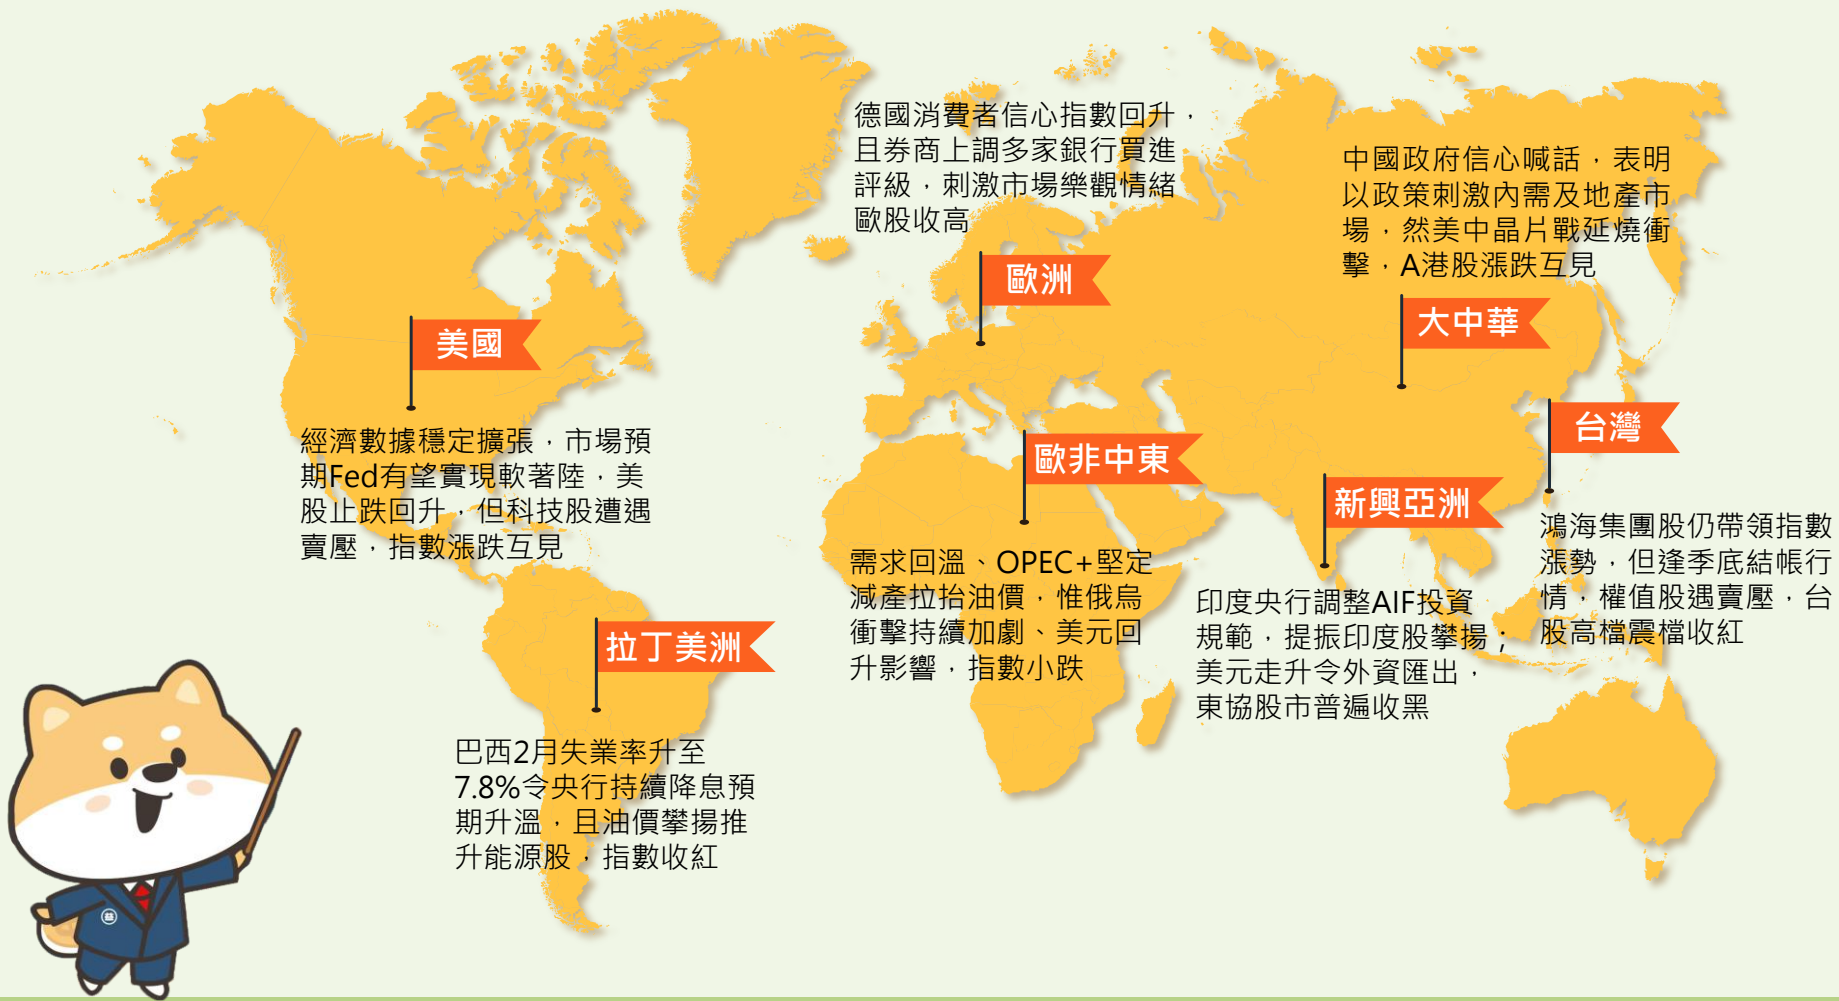 德國消費者信心指數回升，
且券商上調多家銀行買進
評級，刺激市場樂觀情緒
歐股收高
歐洲
中國政府信心喊話，表明
以政策刺激內需及地產市
場，然美中晶片戰延燒衝
擊，A港股漲跌互見
大中華
美國
經濟數據穩定擴張，市場預
期Fed有望實現軟著陸，美
股止跌回升，但科技股遭遇
賣壓，指數漲跌互見
歐非中東
需求回溫、OPEC+堅定
減產拉抬油價，惟俄烏
衝擊持續加劇、美元回
升影響，指數小跌
新興亞洲
印度央行調整AIF投資
規範，提振印度股攀揚；
美元走升令外資匯出，
東協股市普遍收黑
台灣
鴻海集團股仍帶領指數
漲勢，但逢季底結帳行
情，權值股遇賣壓，台
股高檔震檔收紅
拉丁美洲
巴西2月失業率升至
7.8%令央行持續降息預
期升溫，且油價攀揚推
升能源股，指數收紅